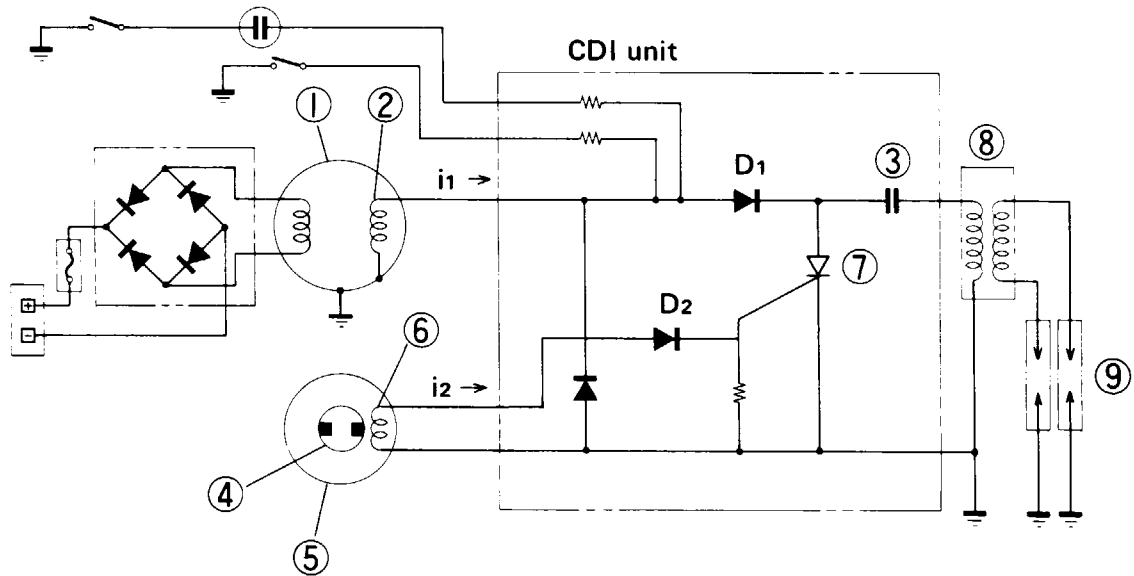 CDI unit
① ②
i1 →
D1
③
⑧
⑦
D2
⑥
i2 →
⑨
④
⑤
+
-